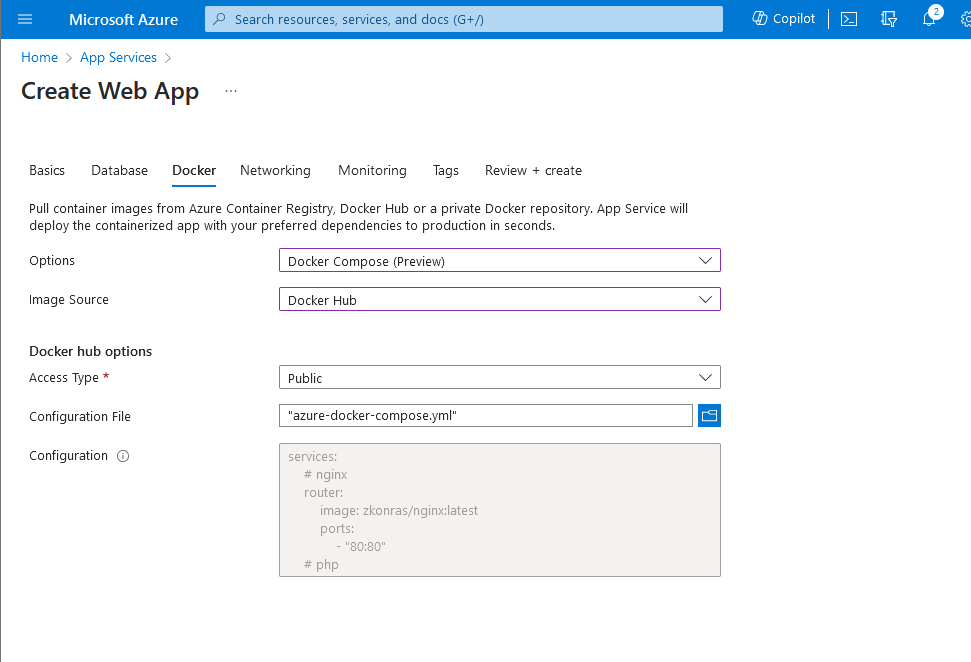 Microsoft Azure
Search resources, services, and docs (G+/)
Copilot
2
Home > App Services >
Create Web App ...
Basics Database Docker Networking Monitoring Tags Review + create
Pull container images from Azure Container Registry, Docker Hub or a private Docker repository. App Service will
deploy the containerized app with your preferred dependencies to production in seconds.
Options Docker Compose (Preview)
Image Source Docker Hub
Docker hub options
Access Type * Public
Configuration File "azure-docker-compose.yml"
Configuration services:
# nginx
router:
image: zkonras/nginx:latest
ports:
- "80:80"
# php